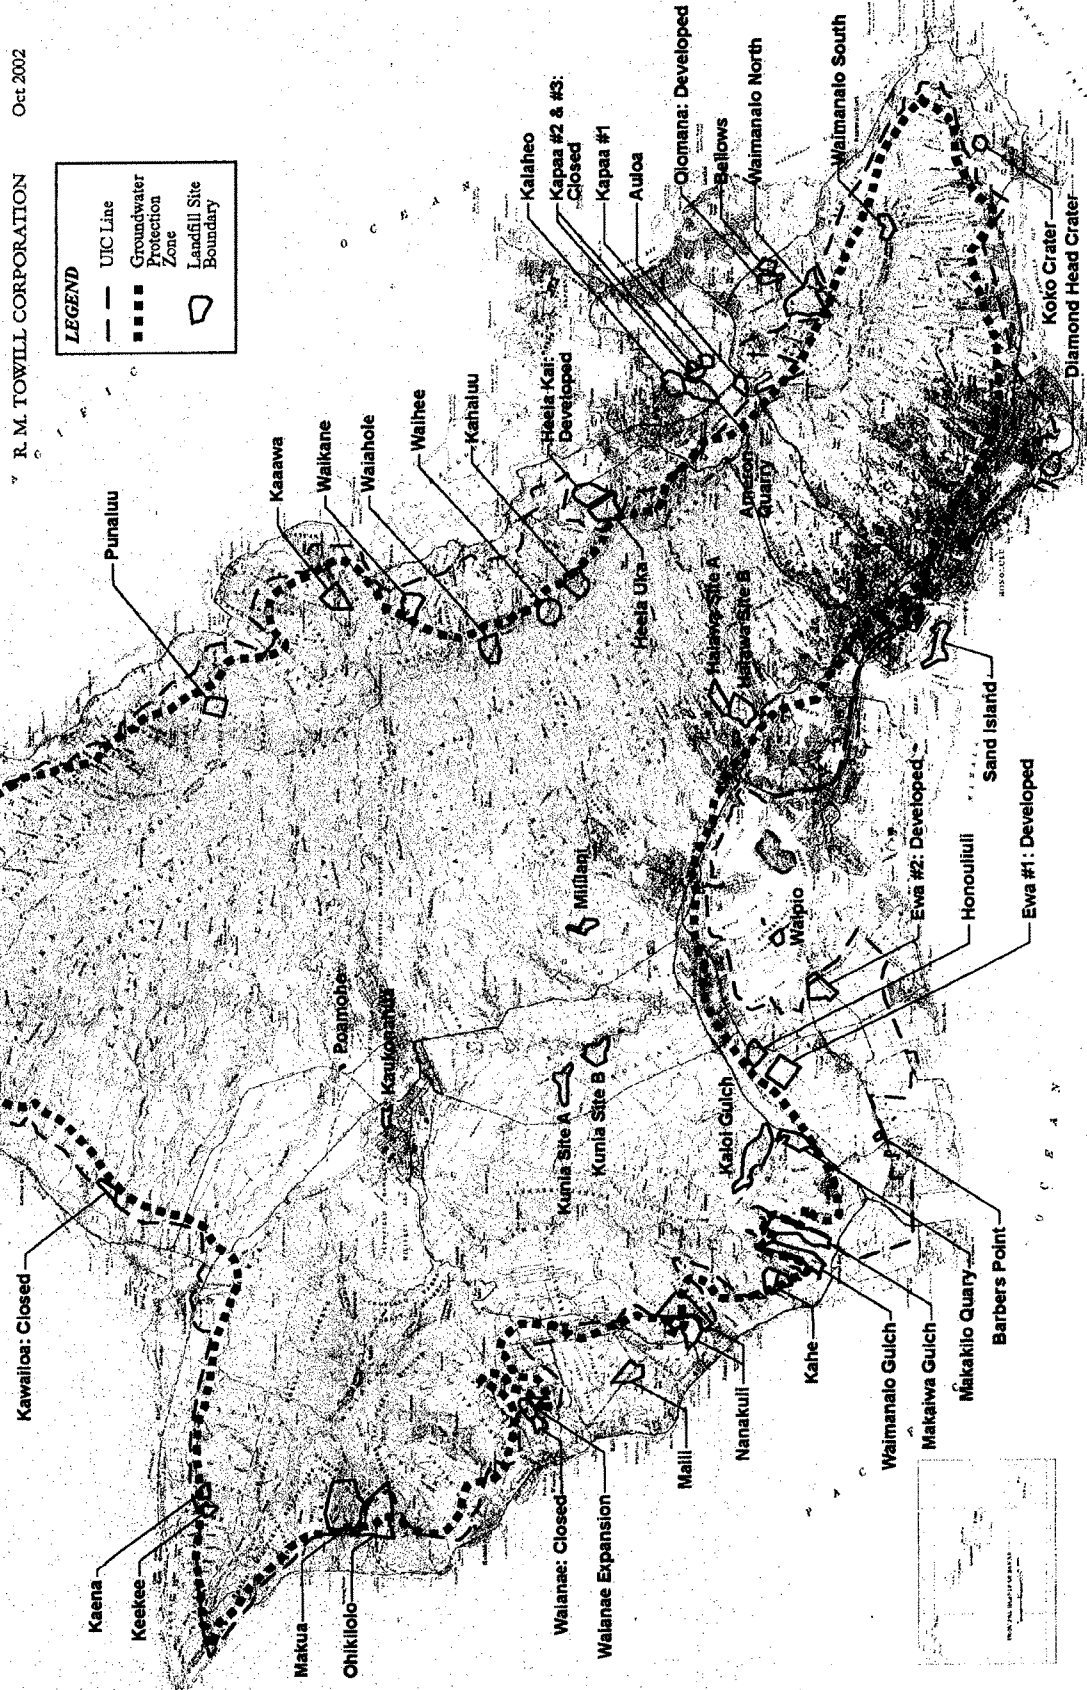 R. M. TOWILL CORPORATION Oct 2002
LEGEND
UIC Line
Groundwater
Protection
Zone
Landfill Site
Boundary
Kawailoa: Closed
Punaluu
Kaaawa
Waikane
Waiahole
Waihee
Kahaluu
Heeia Kai:
Developed
Kalaheo
Kapaa #2 & #3:
Closed
Kapaa #1
Auloa
Olomana: Developed
Bellows
Waimanalo North
Waimanalo South
Kaena
Keekee
Makua
Ohikilolo
Poamoho
Kaukonahua
Mililani
Heeia Uka
Ameron
Quarry
Halawa Site A
Halawa Site B
Kunia Site A
Kunia Site B
Kaloi Gulch
Waipio
Waianae: Closed
Waianae Expansion
Maili
Nanakuli
Kahe
Waimanalo Gulch
Makaiwa Gulch
Makakilo Quary
Barbers Point
Ewa #2: Developed
Honouliuli
Ewa #1: Developed
Sand Island
Koko Crater
Diamond Head Crater
O C E A N